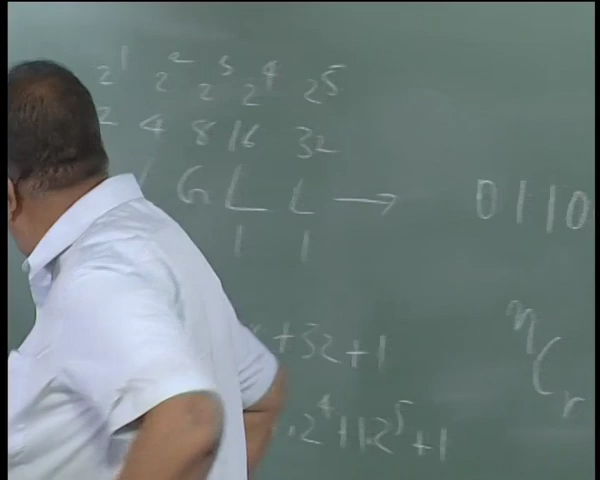 2¹ 2² 2³ 2⁴ 2⁵
2 4 8 16 32
G L L → 0110
1 1
+32+1
ⁿCᵣ
.2⁴+1.2⁵+1